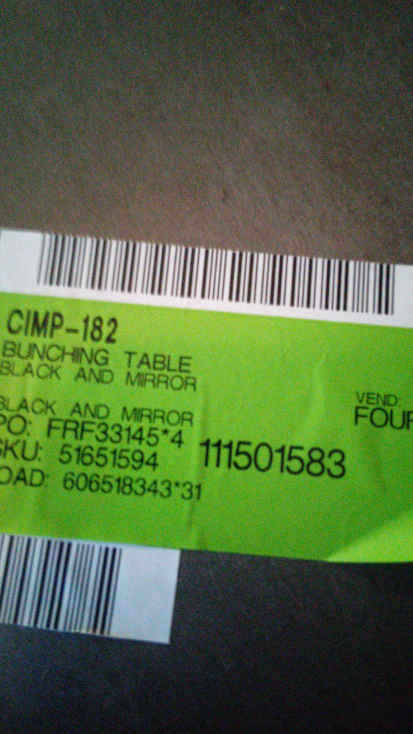 CIMP-182
BUNCHING TABLE
BLACK AND MIRROR
BLACK AND MIRROR
PO: FRF33145*4
SKU: 51651594
OAD: 606518343*31
111501583
VEND:
FOUR